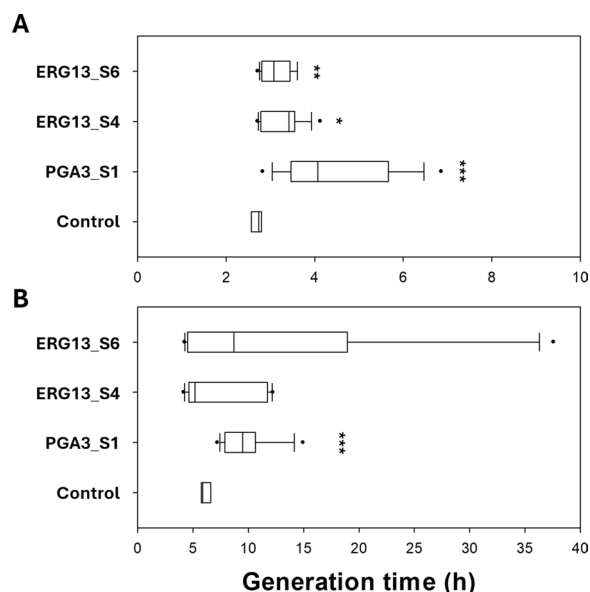 A
ERG13_S6
**
ERG13_S4
*
PGA3_S1
***
Control
0 2 4 6 8 10
B
ERG13_S6
ERG13_S4
PGA3_S1
***
Control
0 5 10 15 20 25 30 35 40
Generation time (h)